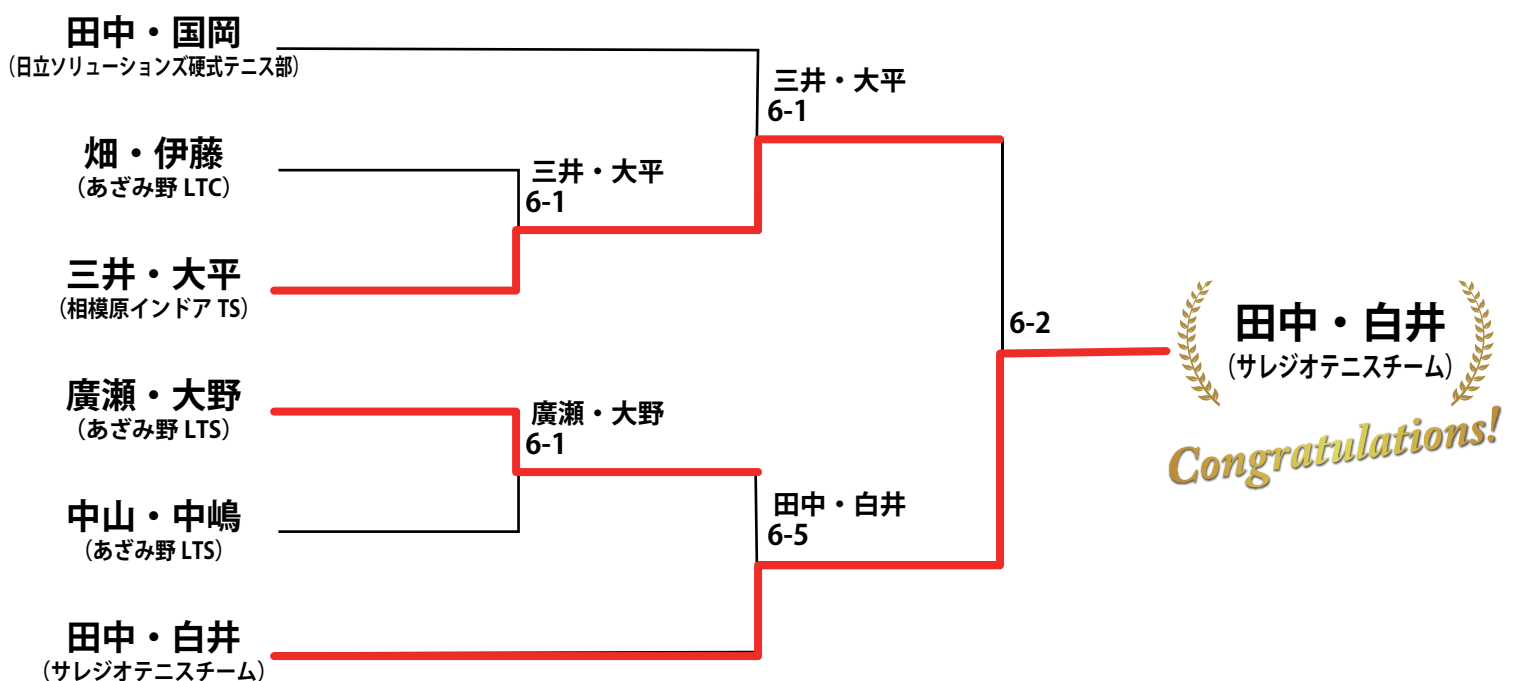 田中・国岡
（日立ソリューションズ硬式テニス部）
三井・大平
6-1
畑・伊藤
（あざみ野 LTC）
三井・大平
6-1
三井・大平
（相模原インドア TS）
6-2
田中・白井
（サレジオテニスチーム）
Congratulations!
廣瀬・大野
（あざみ野 LTS）
廣瀬・大野
6-1
中山・中嶋
（あざみ野 LTS）
田中・白井
6-5
田中・白井
（サレジオテニスチーム）